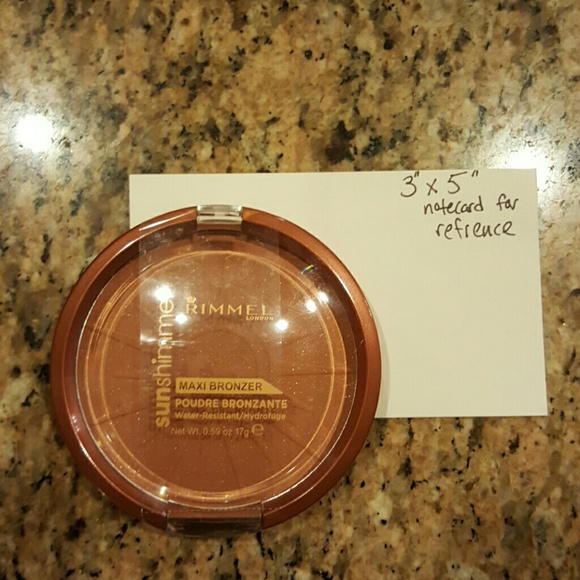 3" x 5"
notecard for
refrence
RIMMEL
LONDON
sunshimmer
MAXI BRONZER
POUDRE BRONZANTE
Water-Resistant/Hydrofuge
Net Wt. 0.59 oz 17g ℮